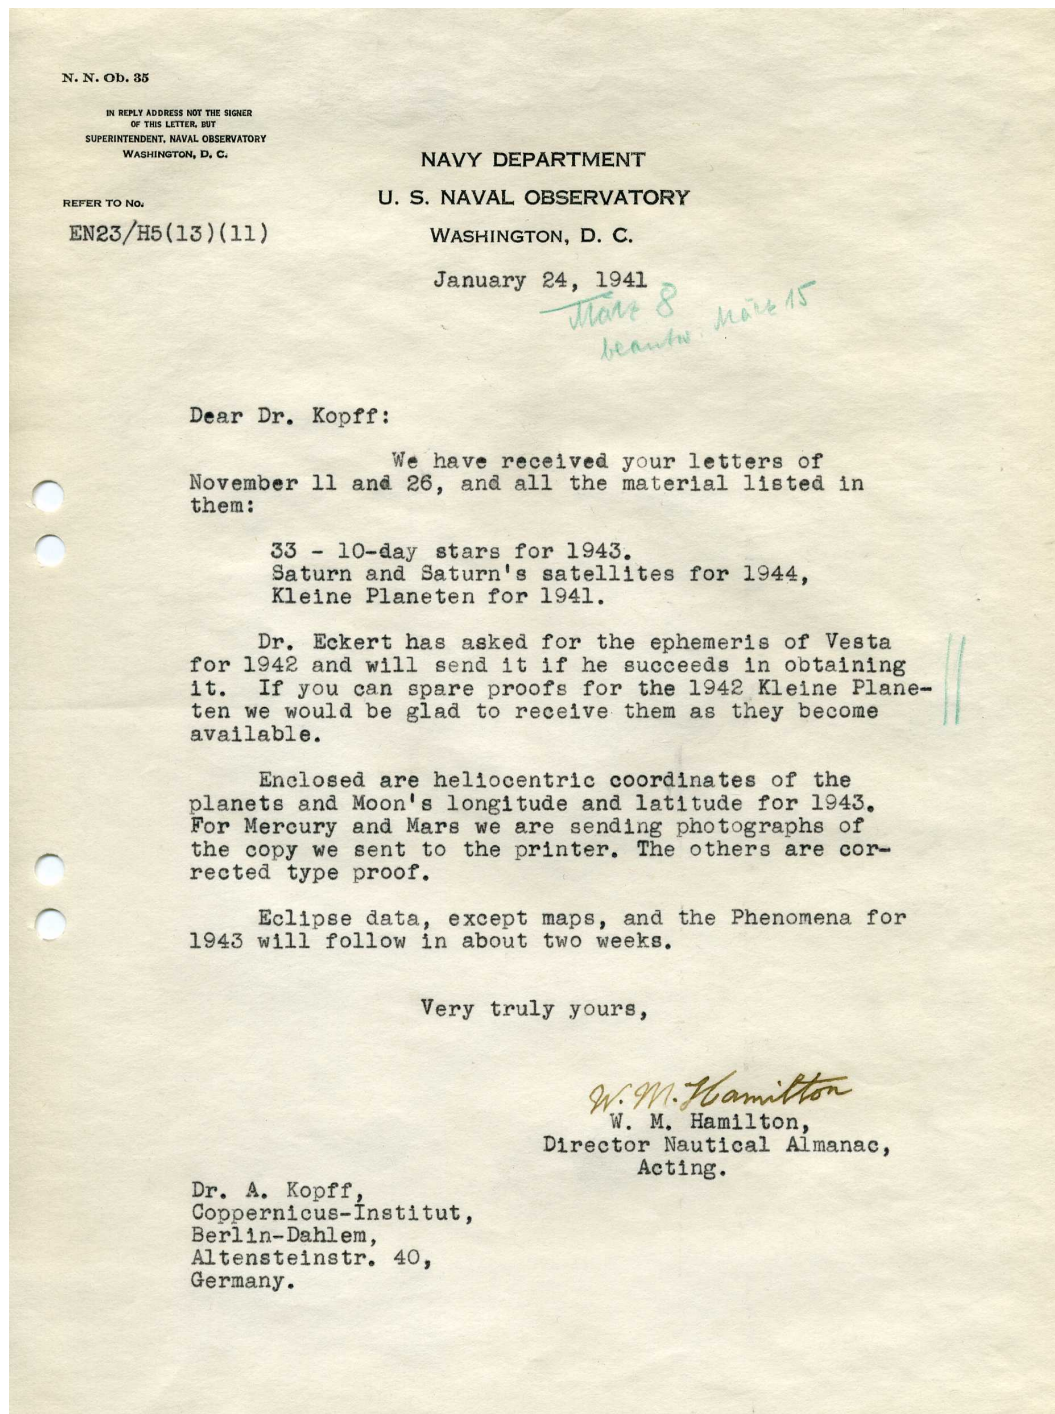 N. N. Ob. 35
IN REPLY ADDRESS NOT THE SIGNER
OF THIS LETTER, BUT
SUPERINTENDENT, NAVAL OBSERVATORY
WASHINGTON, D. C.
REFER TO No.
EN23/H5(13)(11)
NAVY DEPARTMENT
U. S. NAVAL OBSERVATORY
WASHINGTON, D. C.
January 24, 1941
März 8
beantw. März 15
Dear Dr. Kopff:
We have received your letters of
November 11 and 26, and all the material listed in
them:
33 - 10-day stars for 1943.
Saturn and Saturn's satellites for 1944,
Kleine Planeten for 1941.
Dr. Eckert has asked for the ephemeris of Vesta
for 1942 and will send it if he succeeds in obtaining
it. If you can spare proofs for the 1942 Kleine Plane-
ten we would be glad to receive them as they become
available.
Enclosed are heliocentric coordinates of the
planets and Moon's longitude and latitude for 1943.
For Mercury and Mars we are sending photographs of
the copy we sent to the printer. The others are cor-
rected type proof.
Eclipse data, except maps, and the Phenomena for
1943 will follow in about two weeks.
Very truly yours,
W. M. Hamilton
W. M. Hamilton,
Director Nautical Almanac,
Acting.
Dr. A. Kopff,
Coppernicus-Institut,
Berlin-Dahlem,
Altensteinstr. 40,
Germany.